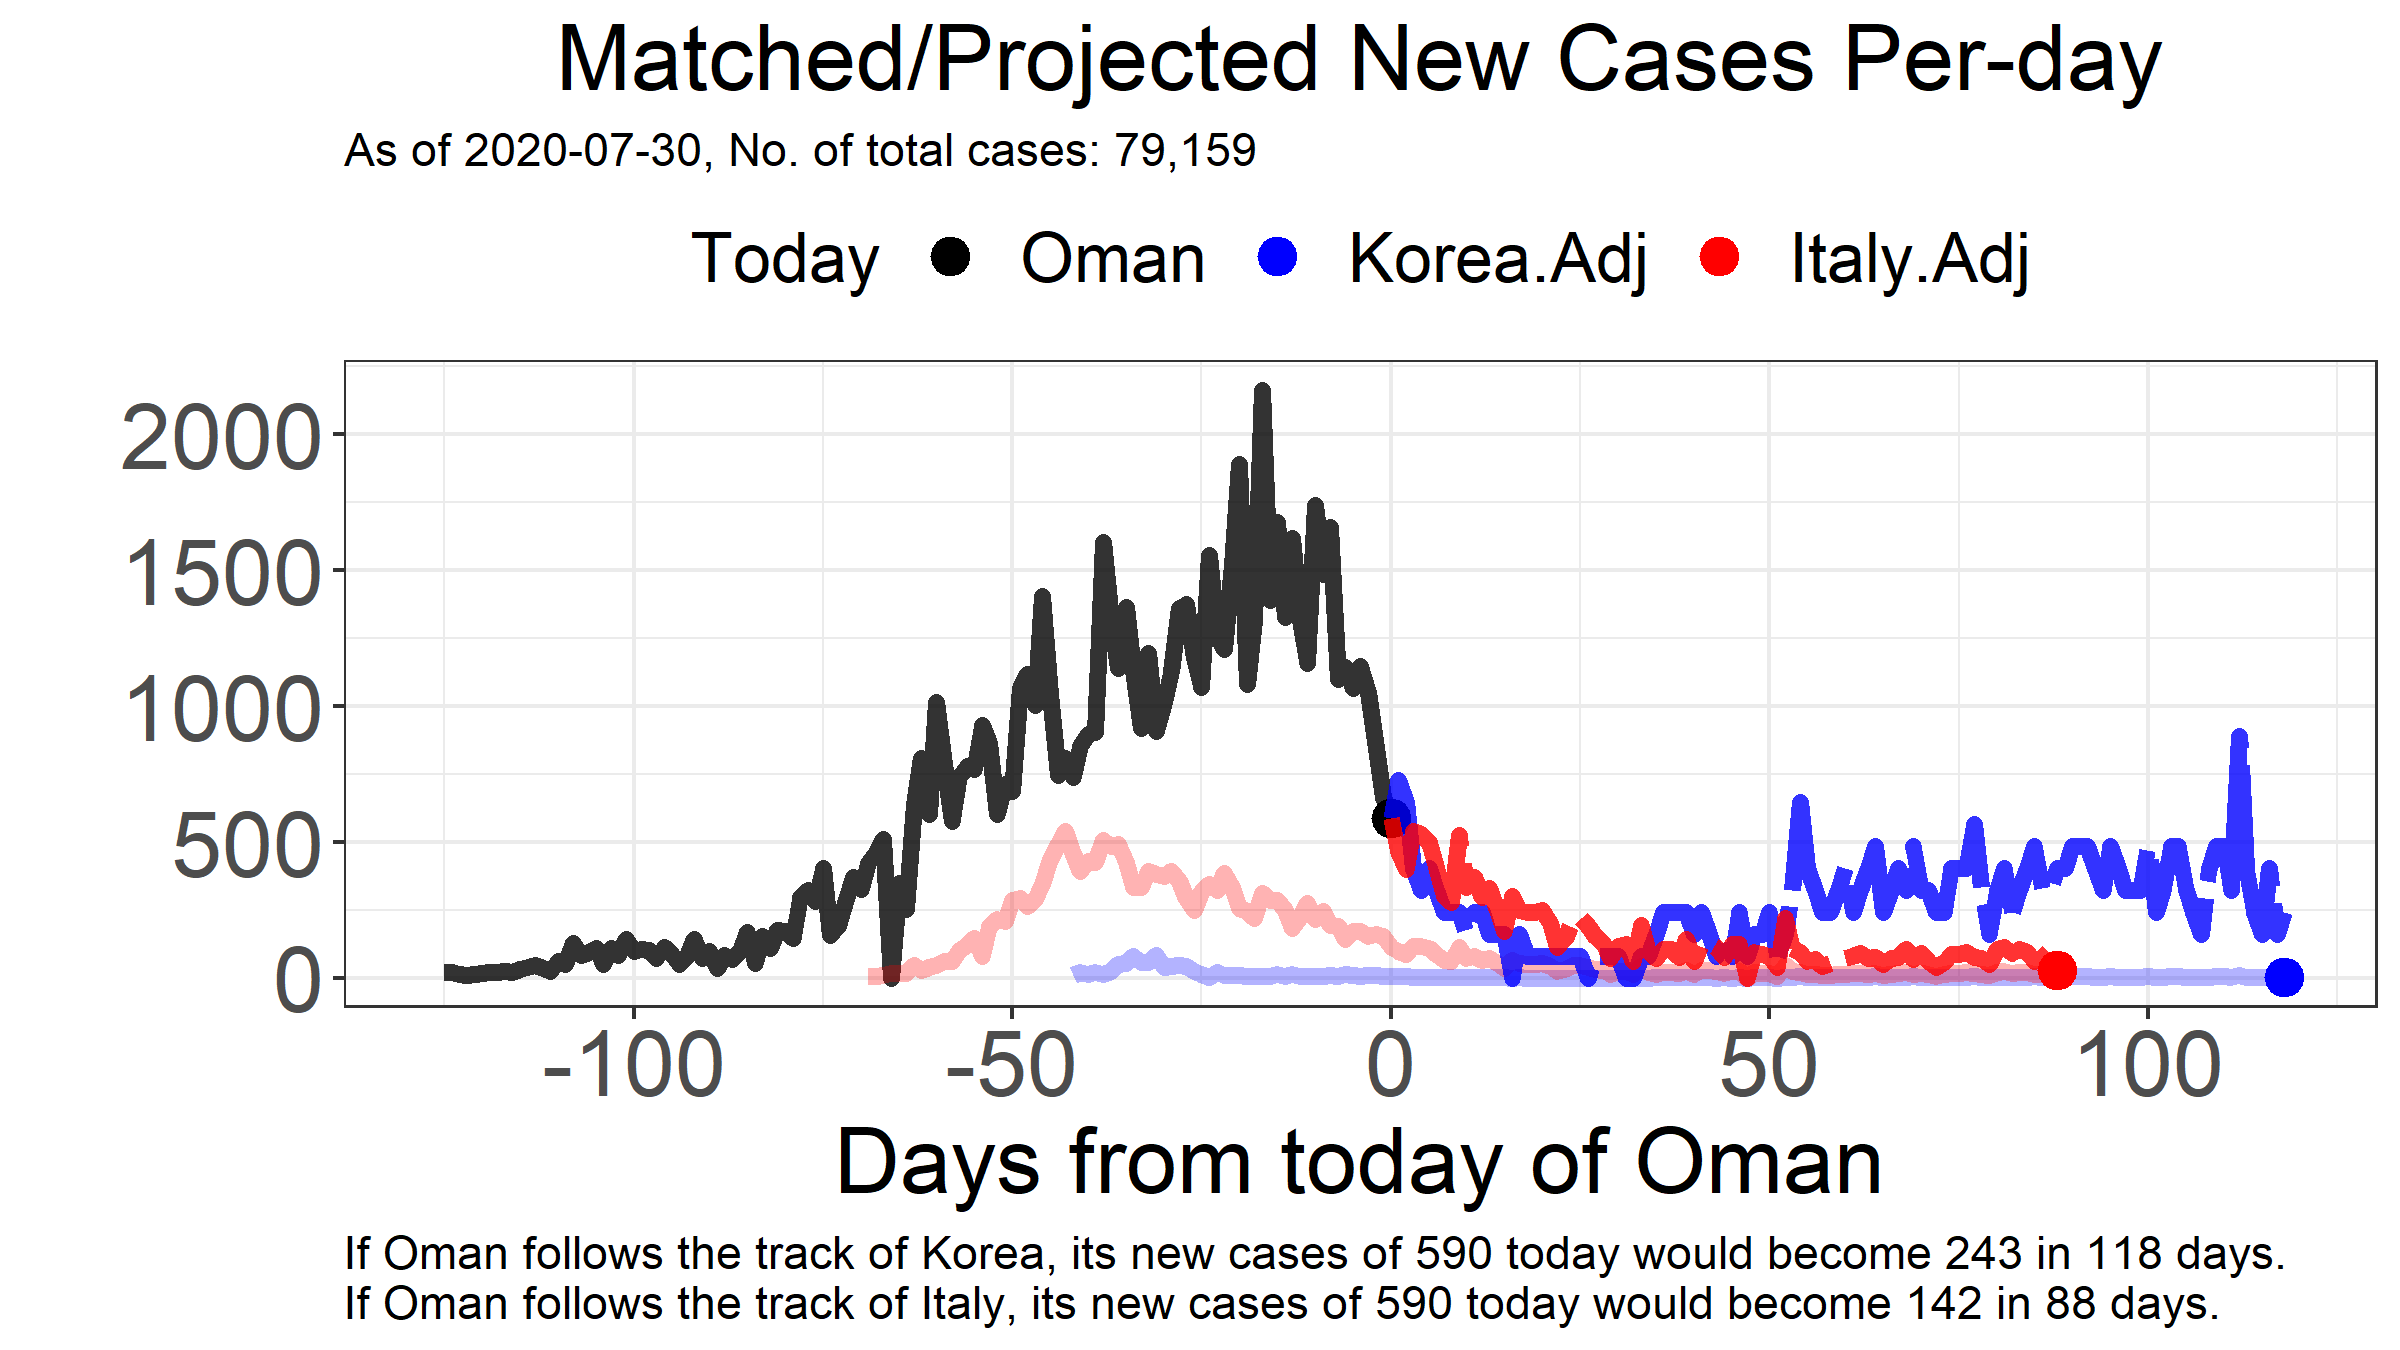 Matched/Projected New Cases Per-day
As of 2020-07-30, No. of total cases: 79,159
Today Oman Korea.Adj Italy.Adj
2000
1500
1000
500
0
-100 -50 0 50 100
Days from today of Oman
If Oman follows the track of Korea, its new cases of 590 today would become 243 in 118 days.
If Oman follows the track of Italy, its new cases of 590 today would become 142 in 88 days.